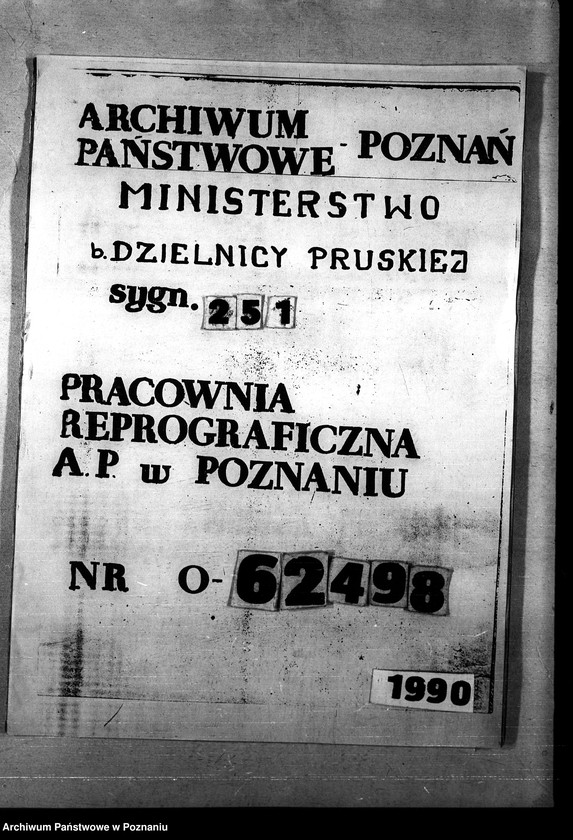 ARCHIWUM
PAŃSTWOWE - POZNAŃ
MINISTERSTWO
b. DZIELNICY PRUSKIEJ
sygn. 251
PRACOWNIA
REPROGRAFICZNA
A.P. w POZNANIU
NR O-62498
1990
Archiwum Państwowe w Poznaniu